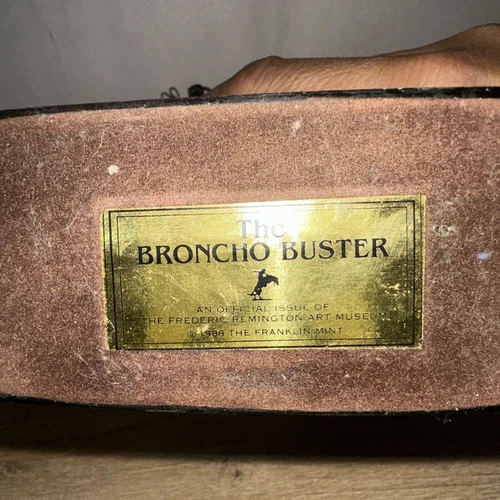 The
BRONCHO BUSTER
AN OFFICIAL ISSUE OF
THE FREDERIC REMINGTON ART MUSEUM
© 1988 THE FRANKLIN MINT